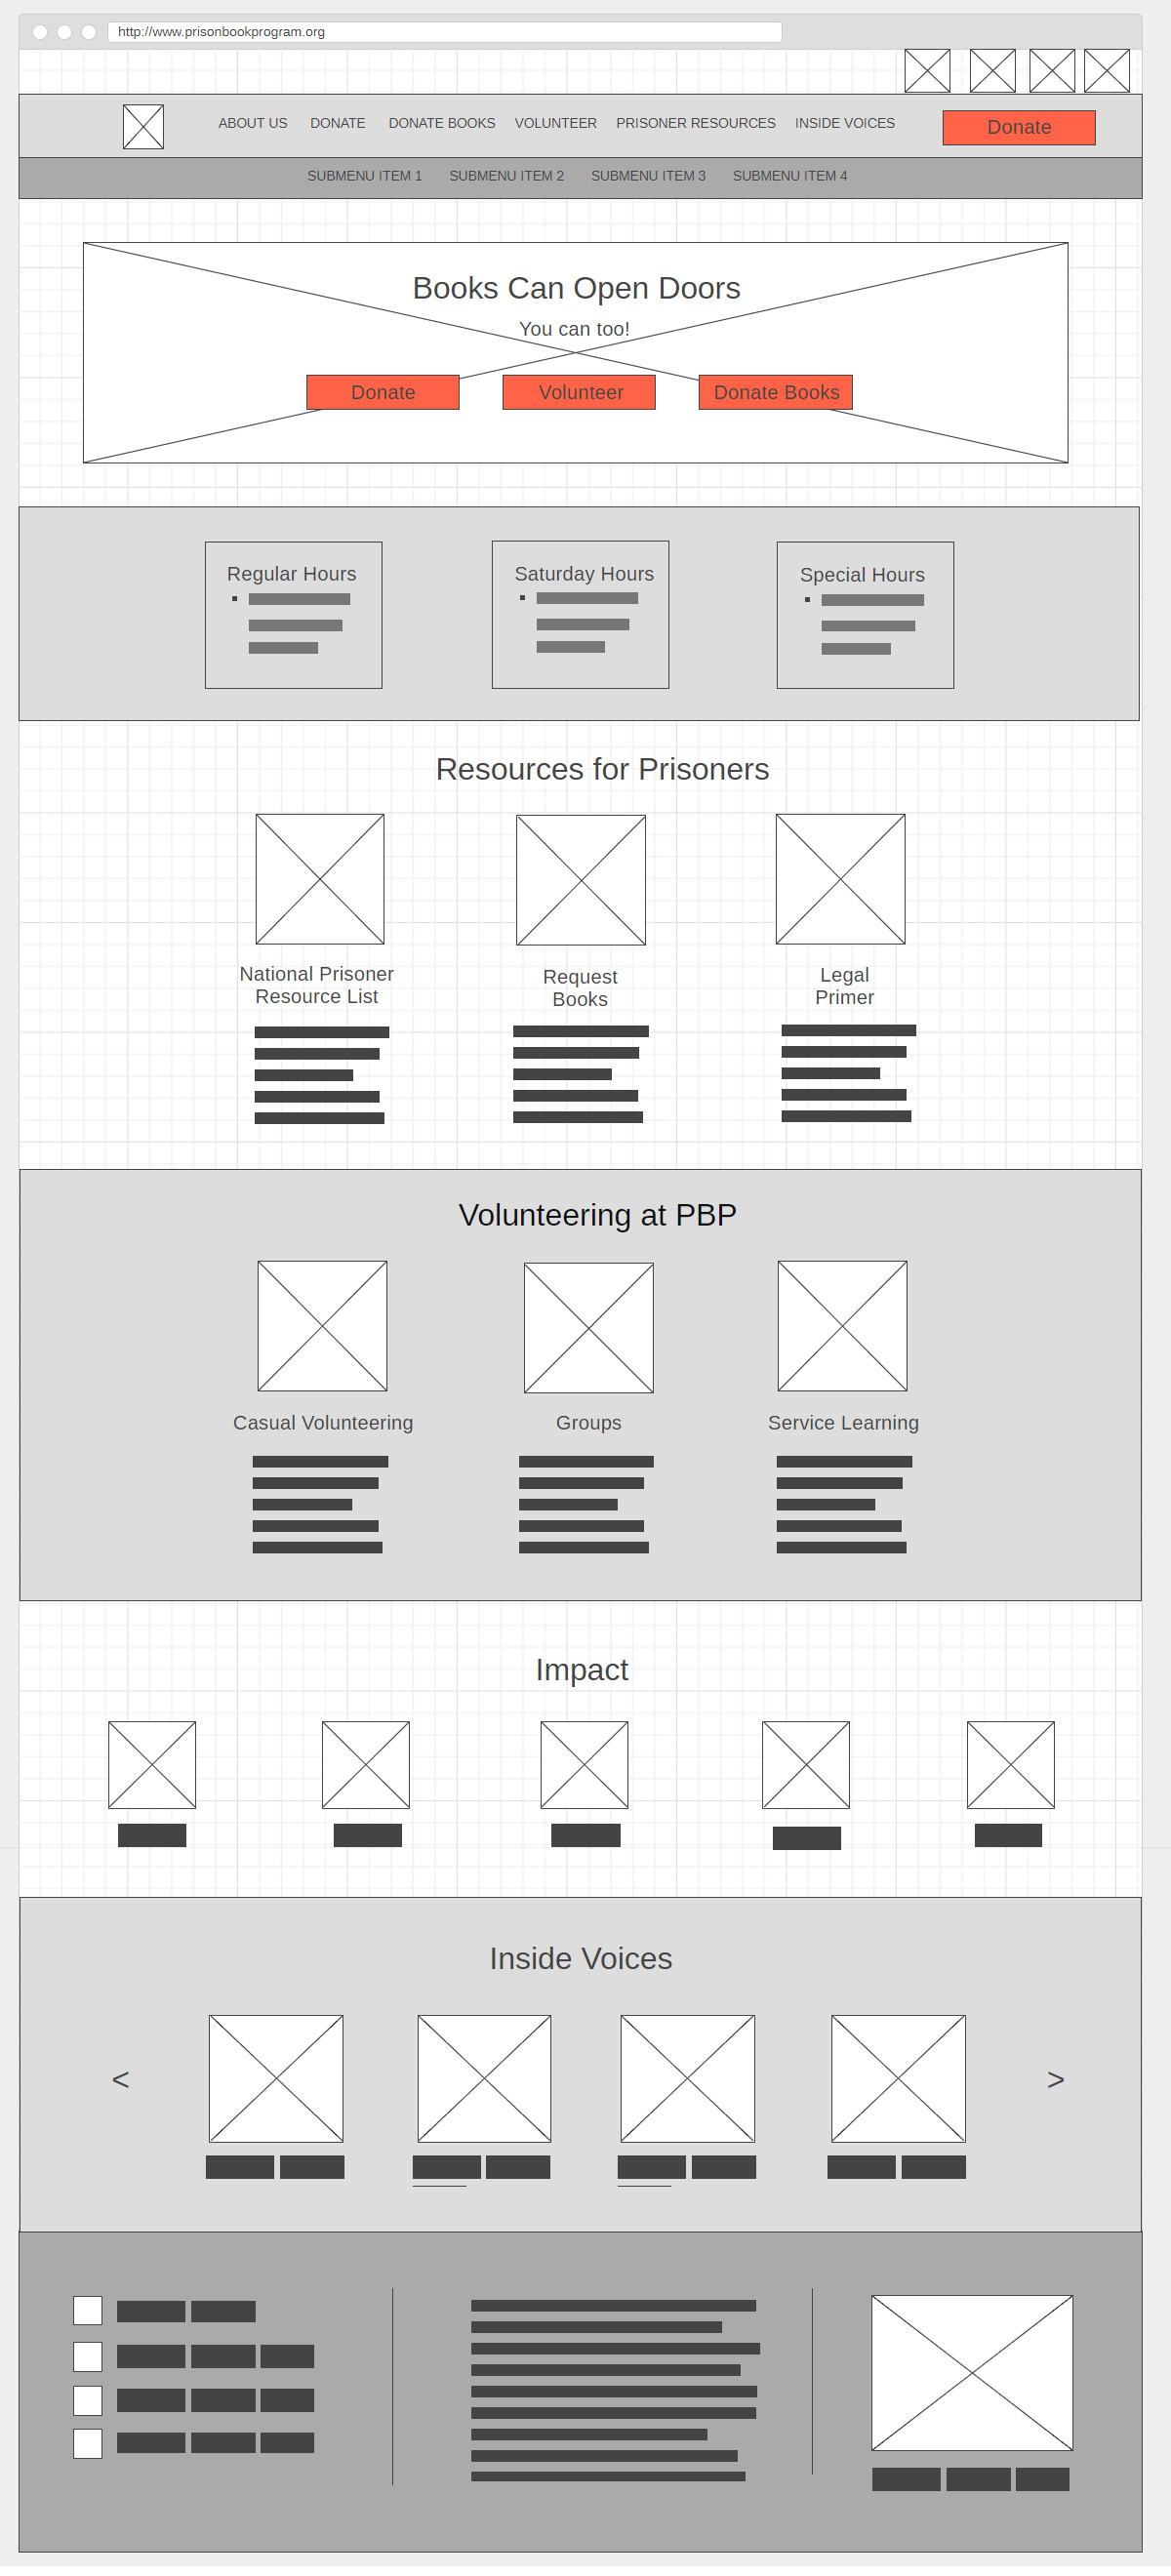 http://www.prisonbookprogram.org
ABOUT US DONATE DONATE BOOKS VOLUNTEER PRISONER RESOURCES INSIDE VOICES Donate
SUBMENU ITEM 1 SUBMENU ITEM 2 SUBMENU ITEM 3 SUBMENU ITEM 4
Books Can Open Doors
You can too!
Donate Volunteer Donate Books
Regular Hours Saturday Hours Special Hours
Resources for Prisoners
National Prisoner
Resource List
Request
Books
Legal
Primer
Volunteering at PBP
Casual Volunteering Groups Service Learning
Impact
Inside Voices
< >